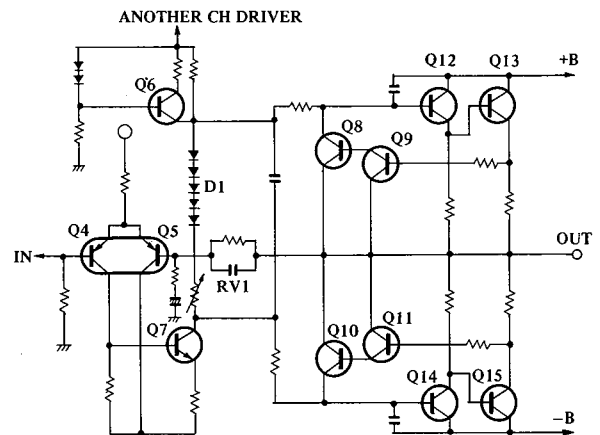 ANOTHER CH DRIVER
Q12 Q13 +B
Q6
Q8 Q9
D1
Q4 Q5
IN OUT
RV1
Q7 Q10 Q11
Q14 Q15
−B